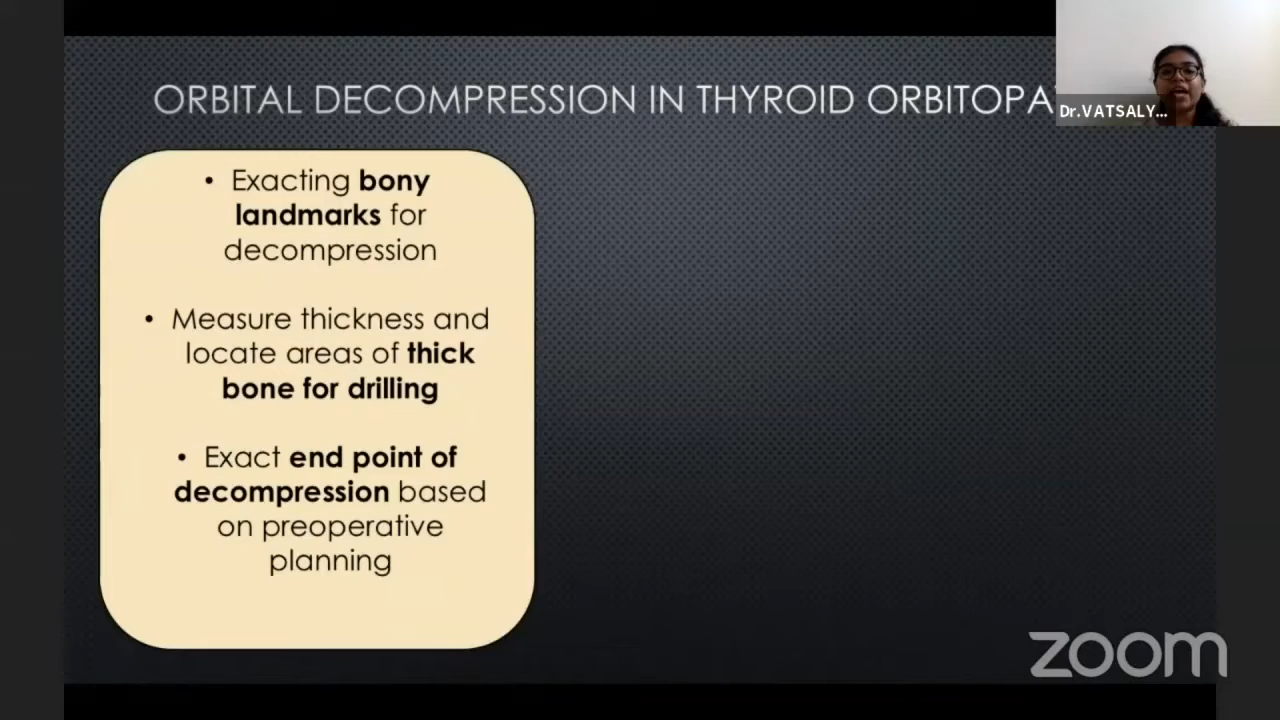 ORBITAL DECOMPRESSION IN THYROID ORBITOPA
Dr.VATSALY...
• Exacting bony
landmarks for
decompression
• Measure thickness and
locate areas of thick
bone for drilling
• Exact end point of
decompression based
on preoperative
planning
zoom